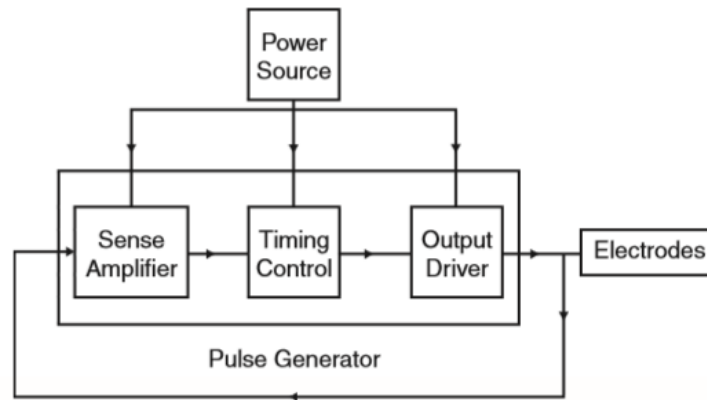 Power
Source
Sense
Amplifier
Timing
Control
Output
Driver
Electrodes
Pulse Generator